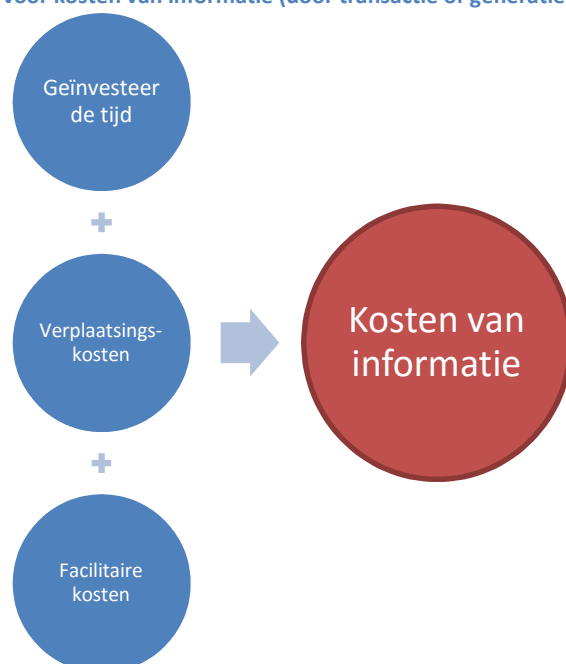 voor kosten van informatie (door transactie of generatie
Geïnvesteer
de tijd
+
Verplaatsings-
kosten
+
Facilitaire
kosten
Kosten van
informatie